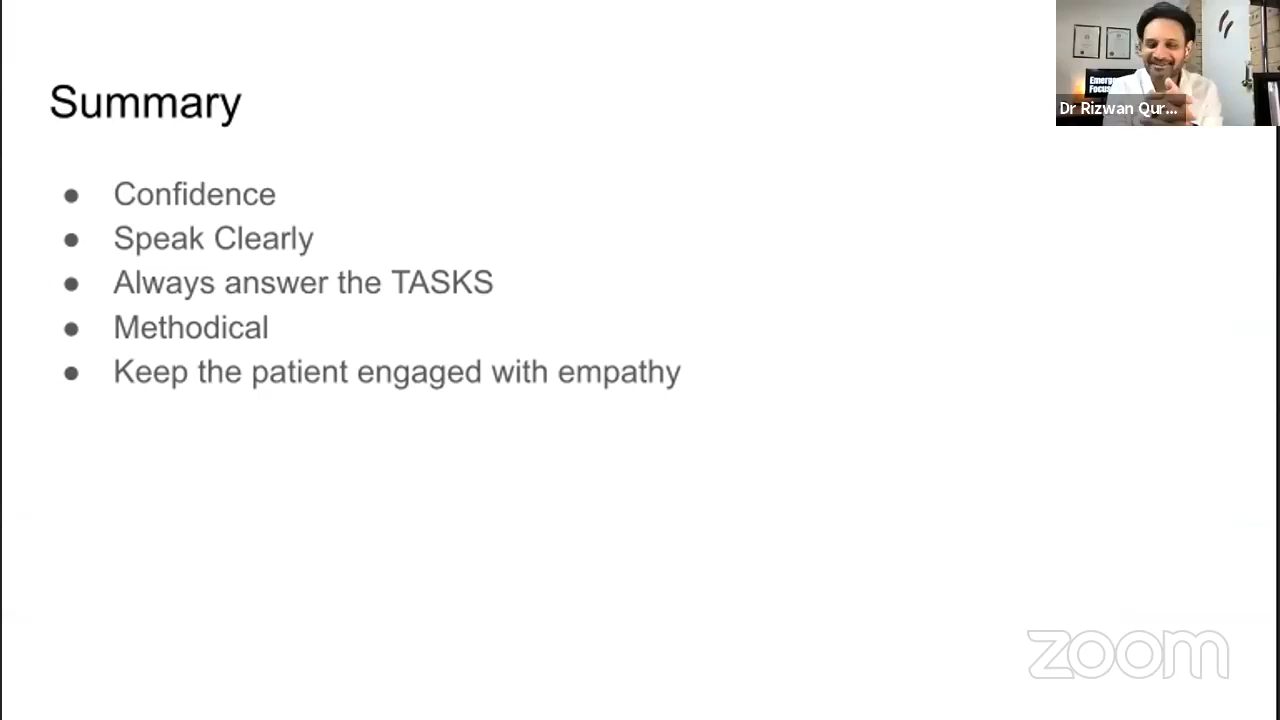 Summary
Confidence
Speak Clearly
Always answer the TASKS
Methodical
Keep the patient engaged with empathy
Dr Rizwan Qur...
zoom